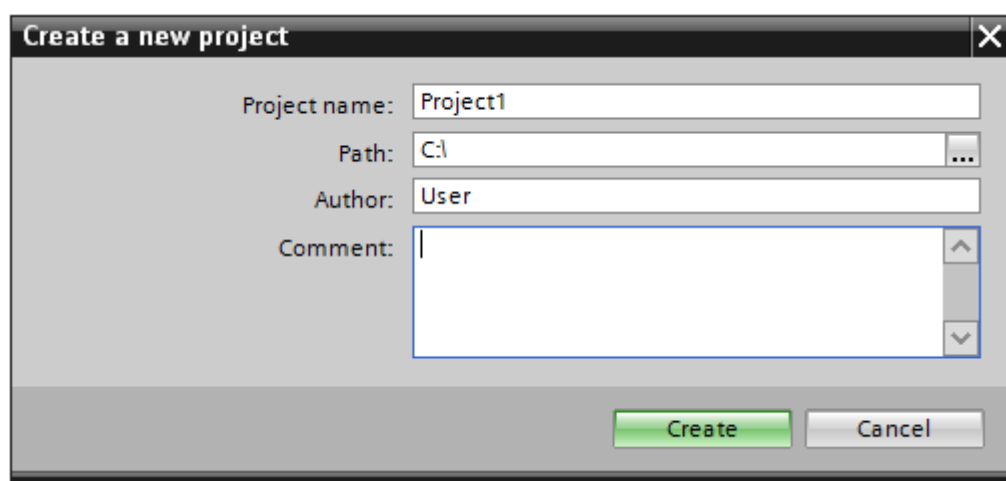 Create a new project
Project name: Project1
Path: C:\ ...
Author: User
Comment:
Create Cancel